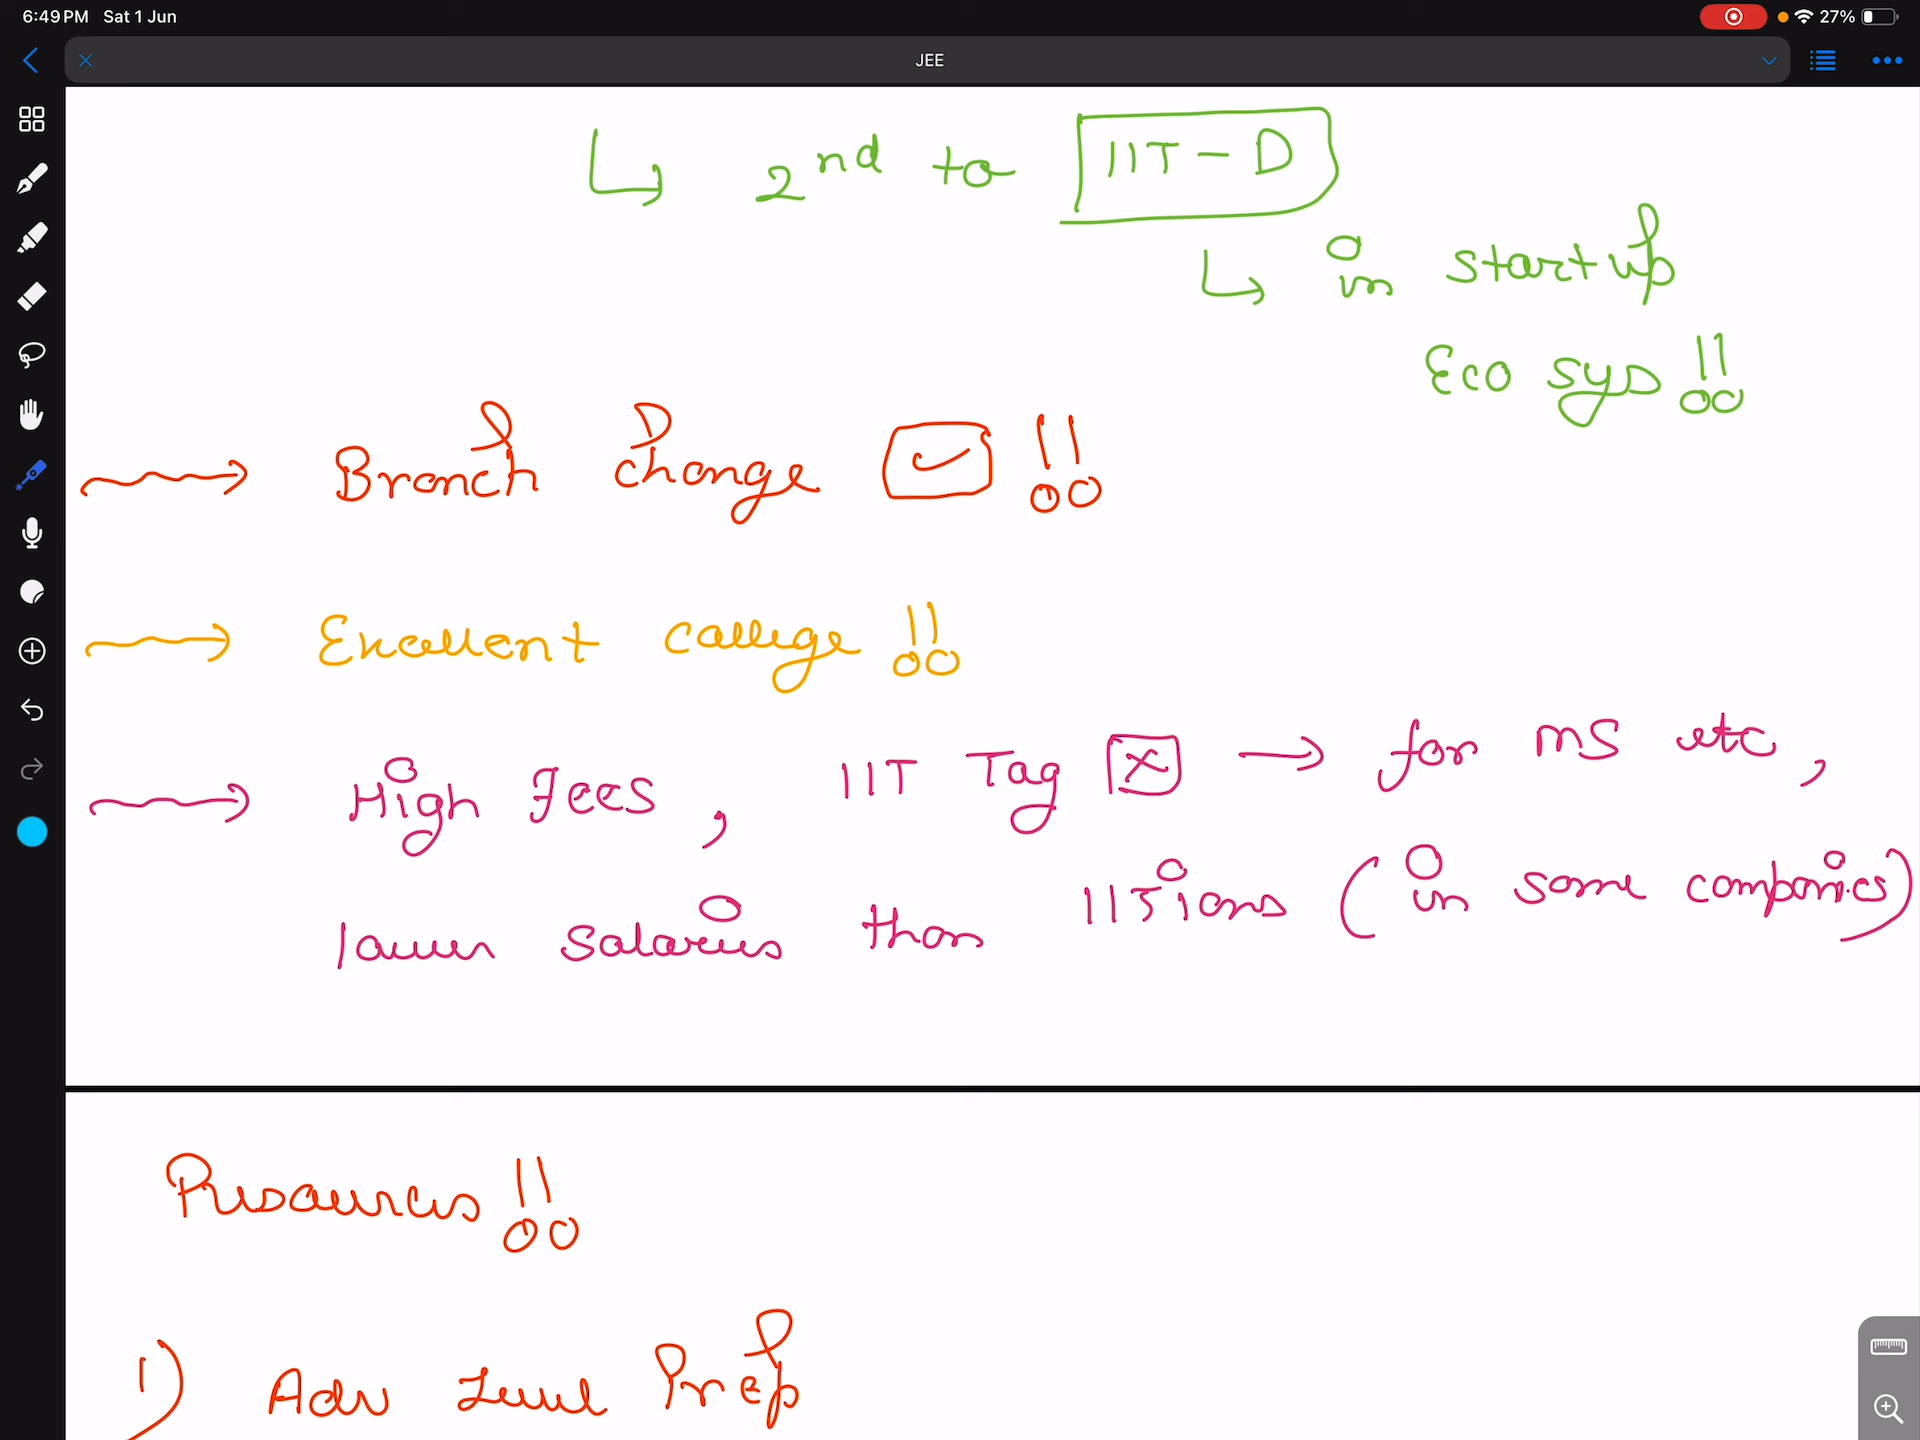 6:49 PM Sat 1 Jun
27%
JEE
2nd to IIT - D
in startup
Eco sys !!
Branch change !!
Excellent college !!
High Fees, IIT Tag → for MS etc,
lower salaries than IITians (in some companies)
Resources !!
1) Adv Level Prep